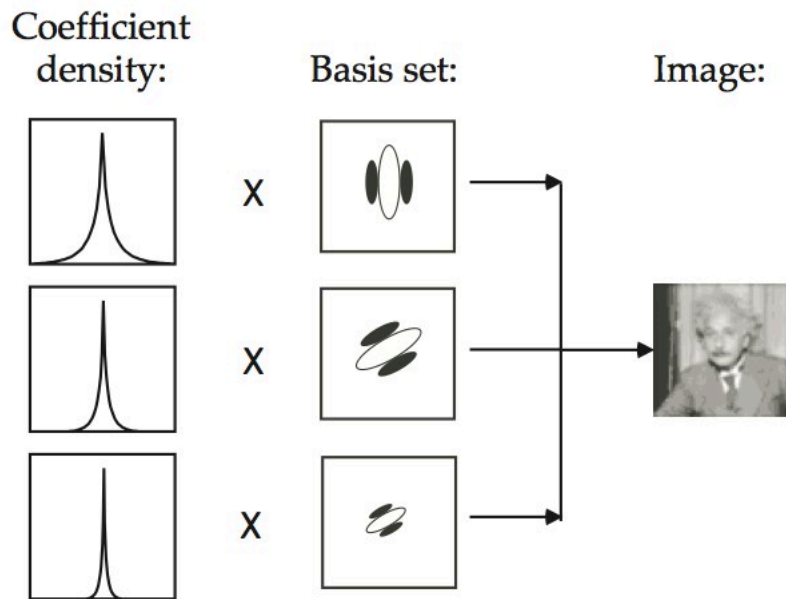 Coefficient
density:
Basis set:
Image:
X
X
X